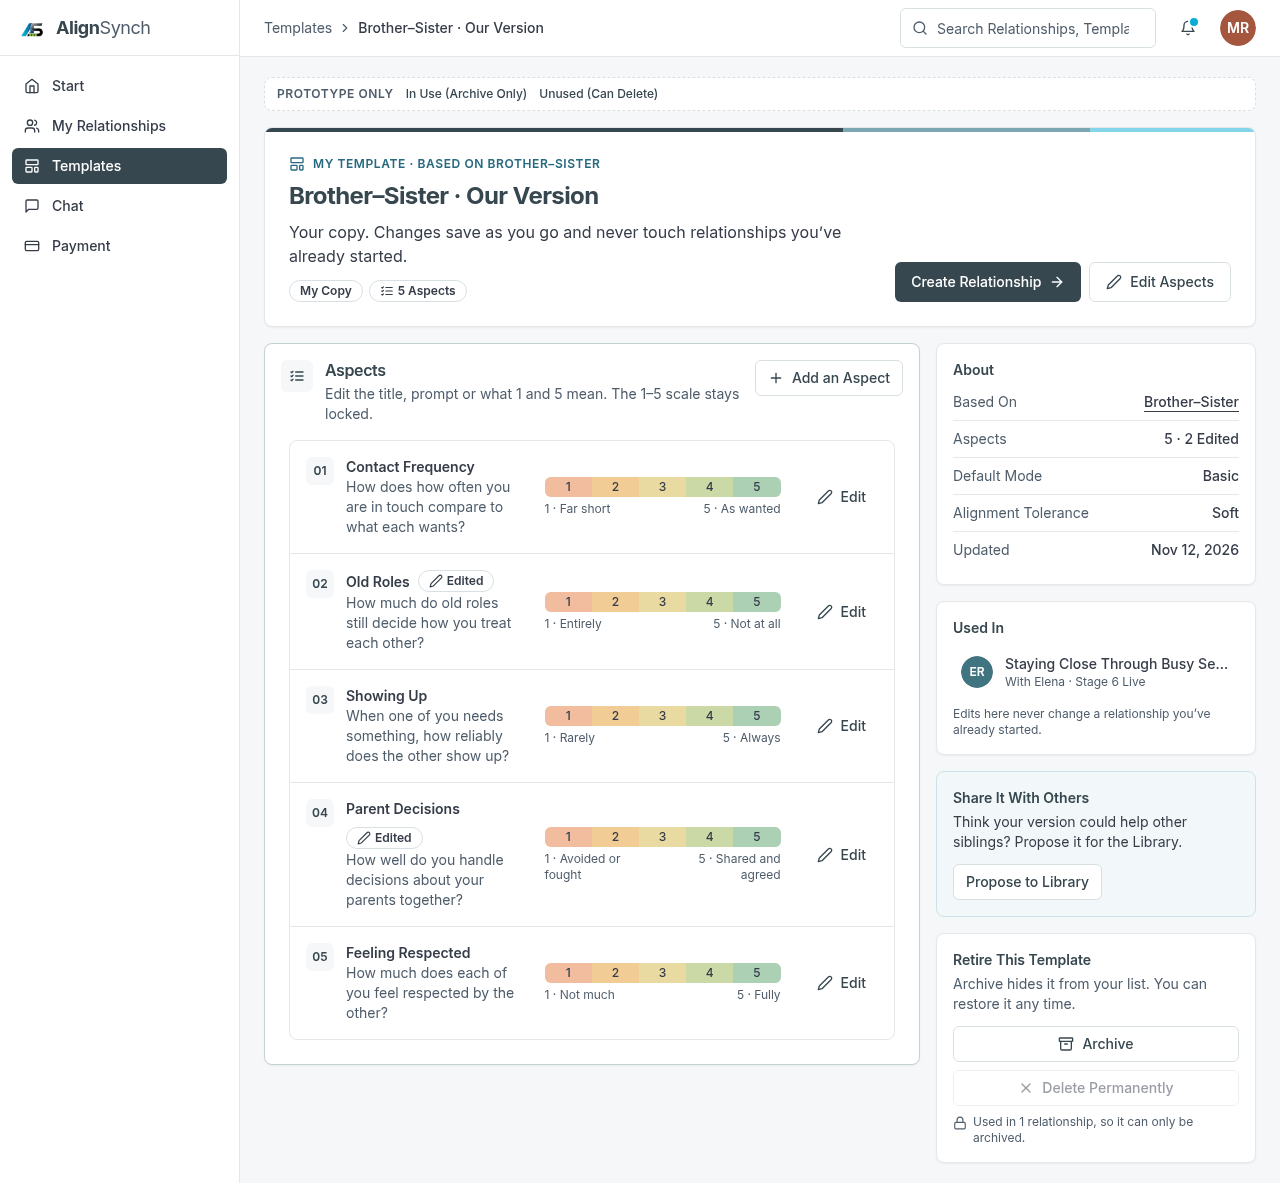 AlignSynch
Start
My Relationships
Templates
Chat
Payment
Templates
Brother–Sister · Our Version
Search Relationships, Templa
MR
PROTOTYPE ONLY
In Use (Archive Only)
Unused (Can Delete)
MY TEMPLATE · BASED ON BROTHER–SISTER
Brother–Sister · Our Version
Your copy. Changes save as you go and never touch relationships you’ve
already started.
My Copy
5 Aspects
Create Relationship
Edit Aspects
Aspects
Edit the title, prompt or what 1 and 5 mean. The 1–5 scale stays
locked.
Add an Aspect
01
Contact Frequency
How does how often you
are in touch compare to
what each wants?
1 2 3 4 5
1 · Far short
5 · As wanted
Edit
02
Old Roles
Edited
How much do old roles
still decide how you treat
each other?
1 2 3 4 5
1 · Entirely
5 · Not at all
Edit
03
Showing Up
When one of you needs
something, how reliably
does the other show up?
1 2 3 4 5
1 · Rarely
5 · Always
Edit
04
Parent Decisions
Edited
How well do you handle
decisions about your
parents together?
1 2 3 4 5
1 · Avoided or
fought
5 · Shared and
agreed
Edit
05
Feeling Respected
How much does each of
you feel respected by the
other?
1 2 3 4 5
1 · Not much
5 · Fully
Edit
About
Based On
Brother–Sister
Aspects
5 · 2 Edited
Default Mode
Basic
Alignment Tolerance
Soft
Updated
Nov 12, 2026
Used In
ER
Staying Close Through Busy Se...
With Elena · Stage 6 Live
Edits here never change a relationship you’ve
already started.
Share It With Others
Think your version could help other
siblings? Propose it for the Library.
Propose to Library
Retire This Template
Archive hides it from your list. You can
restore it any time.
Archive
Delete Permanently
Used in 1 relationship, so it can only be
archived.